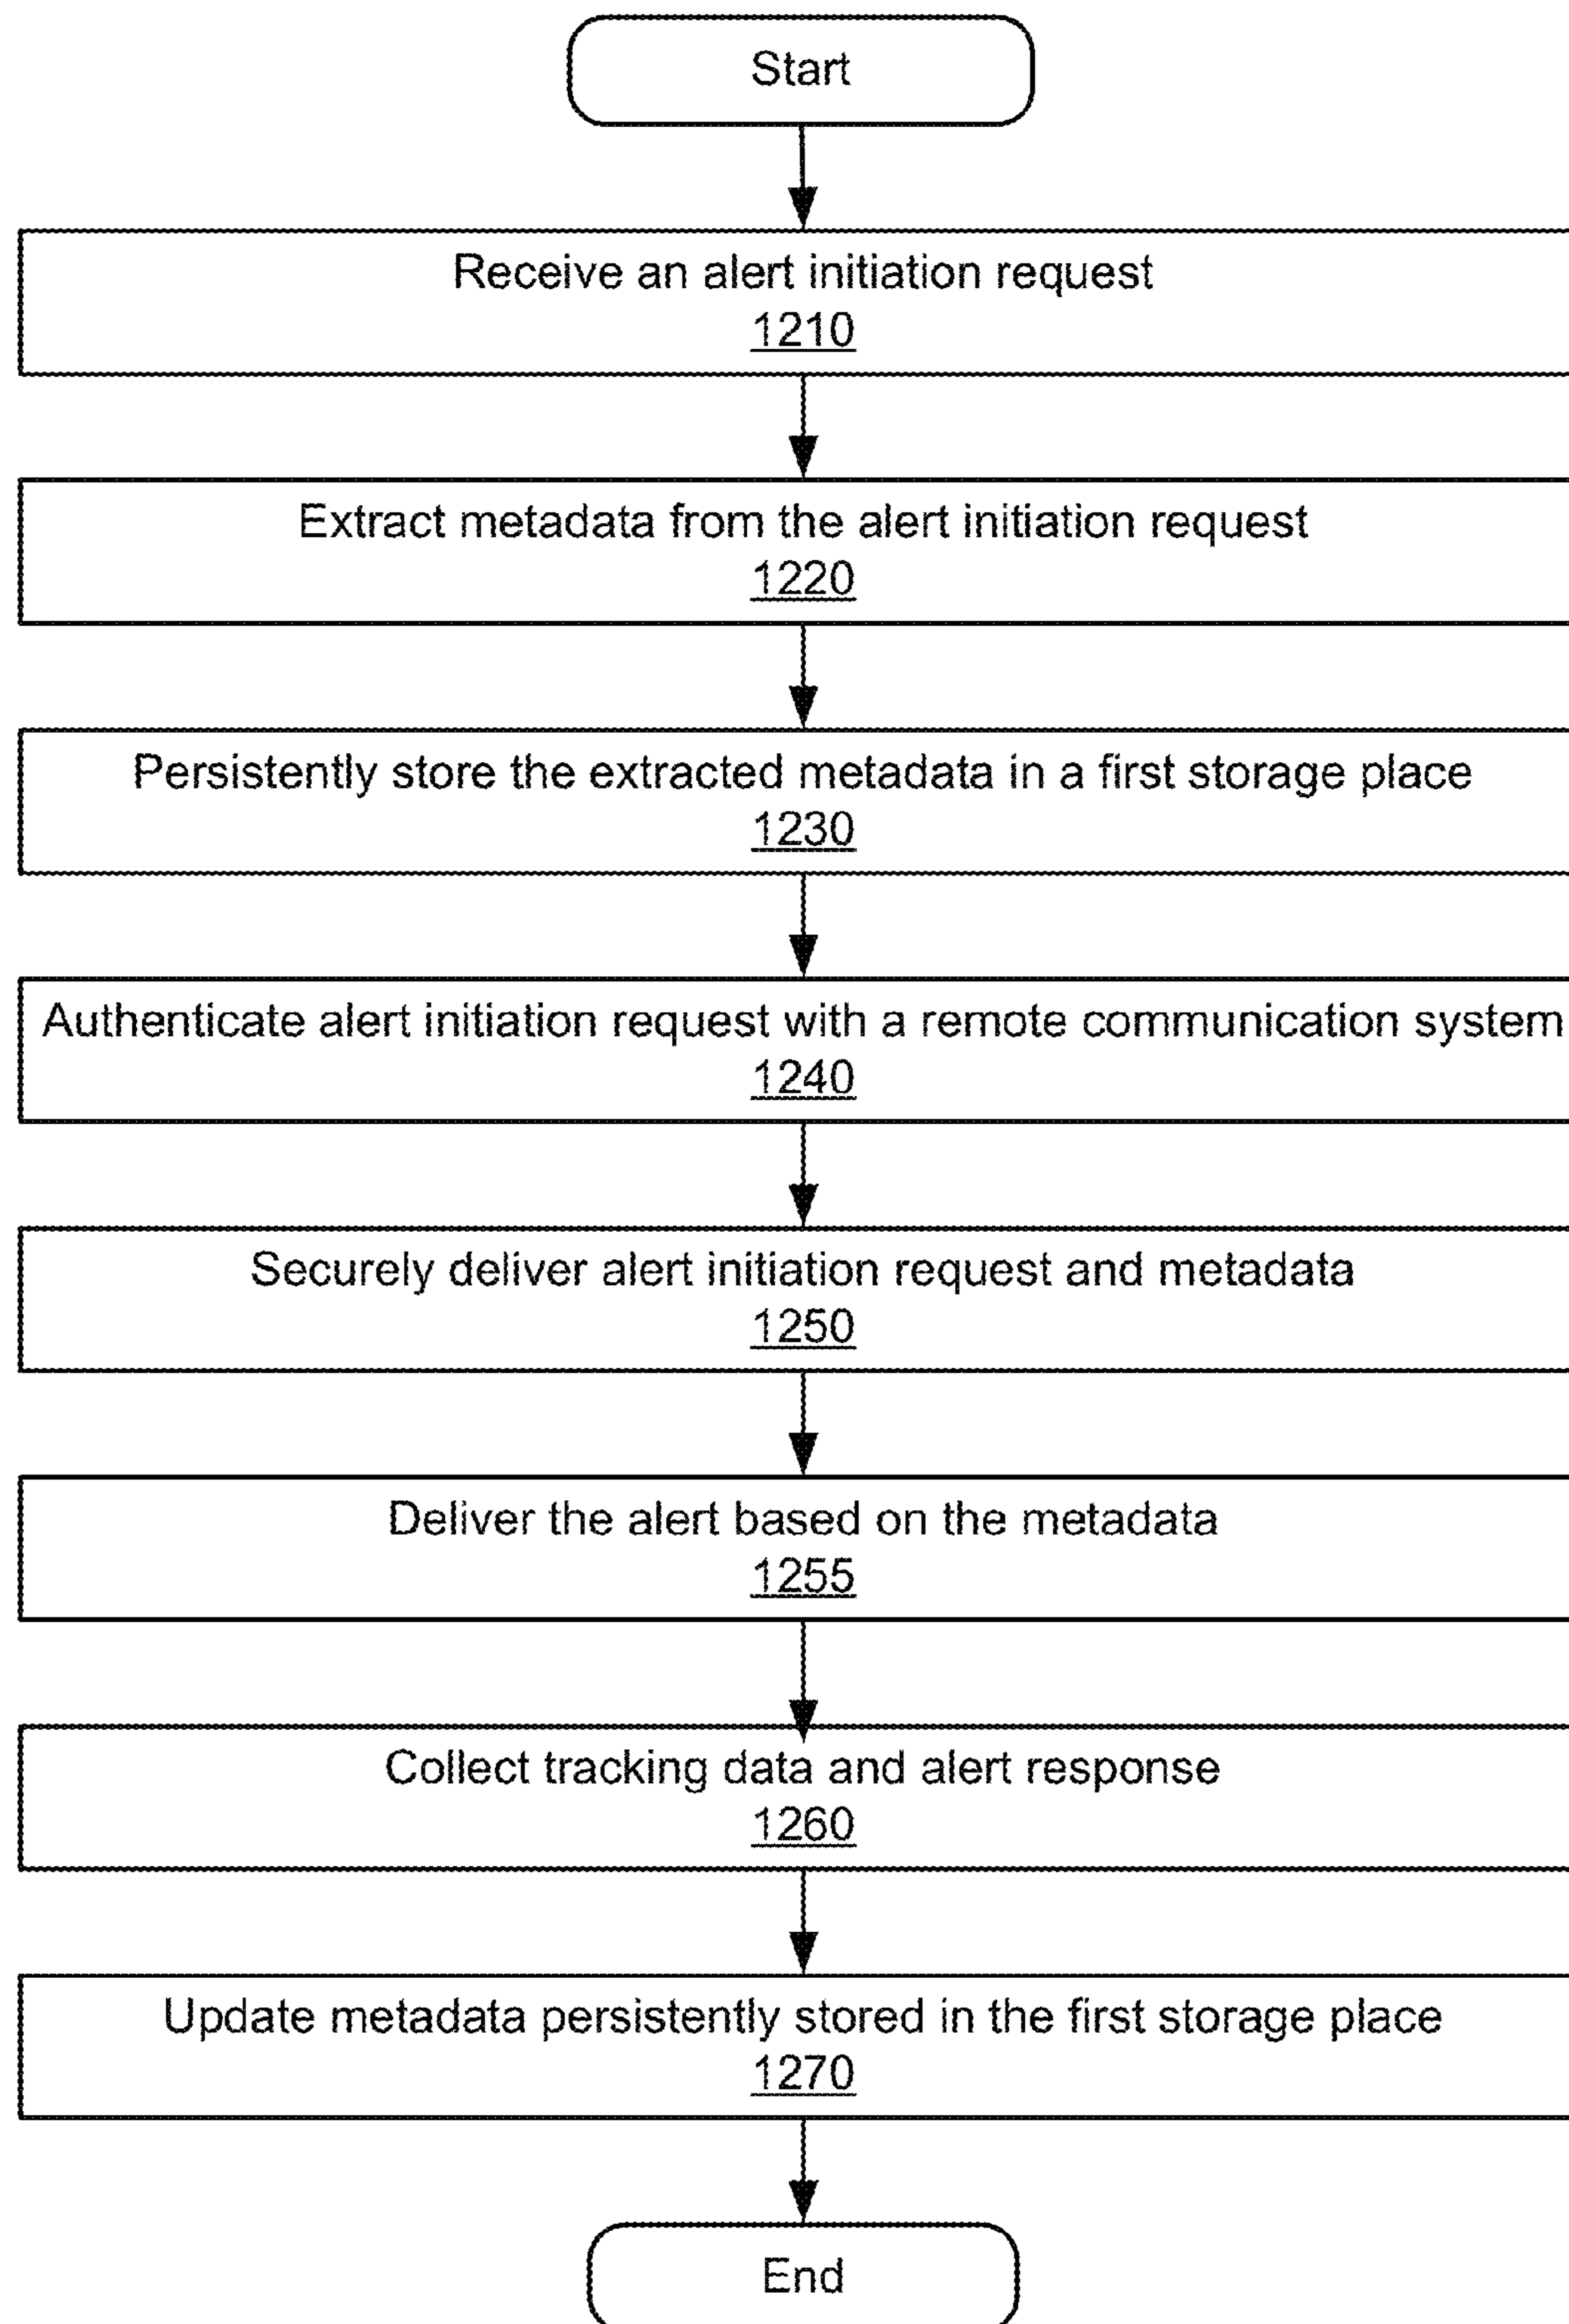 Start
Receive an alert initiation request
1210
Extract metadata from the alert initiation request
1220
Persistently store the extracted metadata in a first storage place
1230
Authenticate alert initiation request with a remote communication system
1240
Securely deliver alert initiation request and metadata
1250
Deliver the alert based on the metadata
1255
Collect tracking data and alert response
1260
Update metadata persistently stored in the first storage place
1270
End